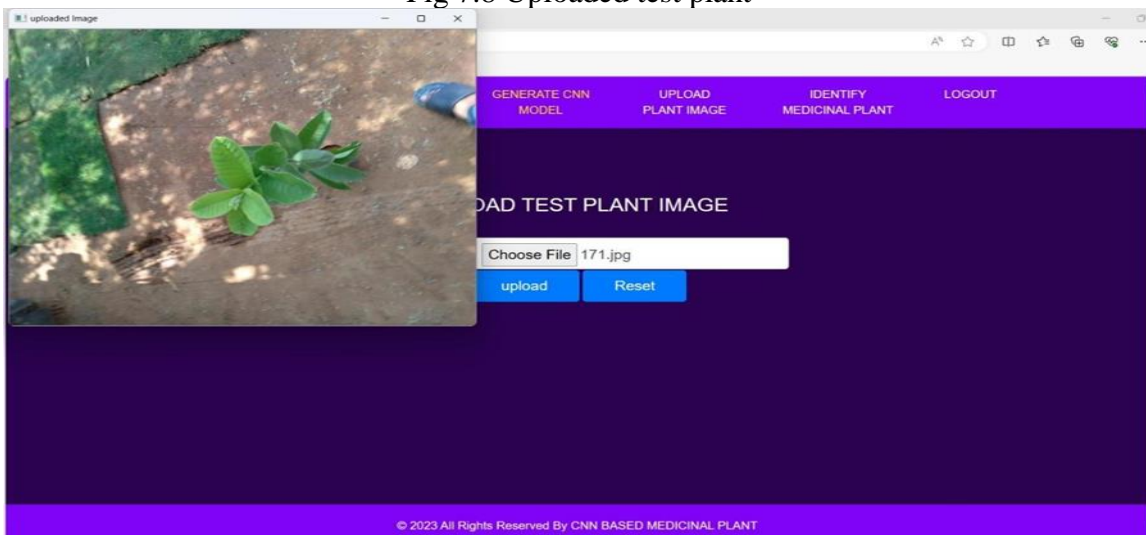 Fig 7.8 Uploaded test plant
uploaded Image
GENERATE CNN
MODEL
UPLOAD
PLANT IMAGE
IDENTIFY
MEDICINAL PLANT
LOGOUT
OAD TEST PLANT IMAGE
Choose File 171.jpg
upload Reset
© 2023 All Rights Reserved By CNN BASED MEDICINAL PLANT